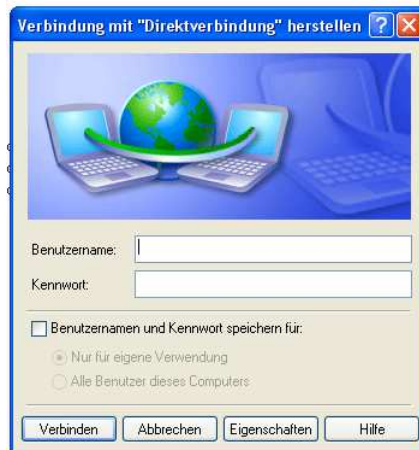 Verbindung mit "Direktverbindung" herstellen
Benutzername:
Kennwort:
Benutzernamen und Kennwort speichern für:
Nur für eigene Verwendung
Alle Benutzer dieses Computers
Verbinden Abbrechen Eigenschaften Hilfe